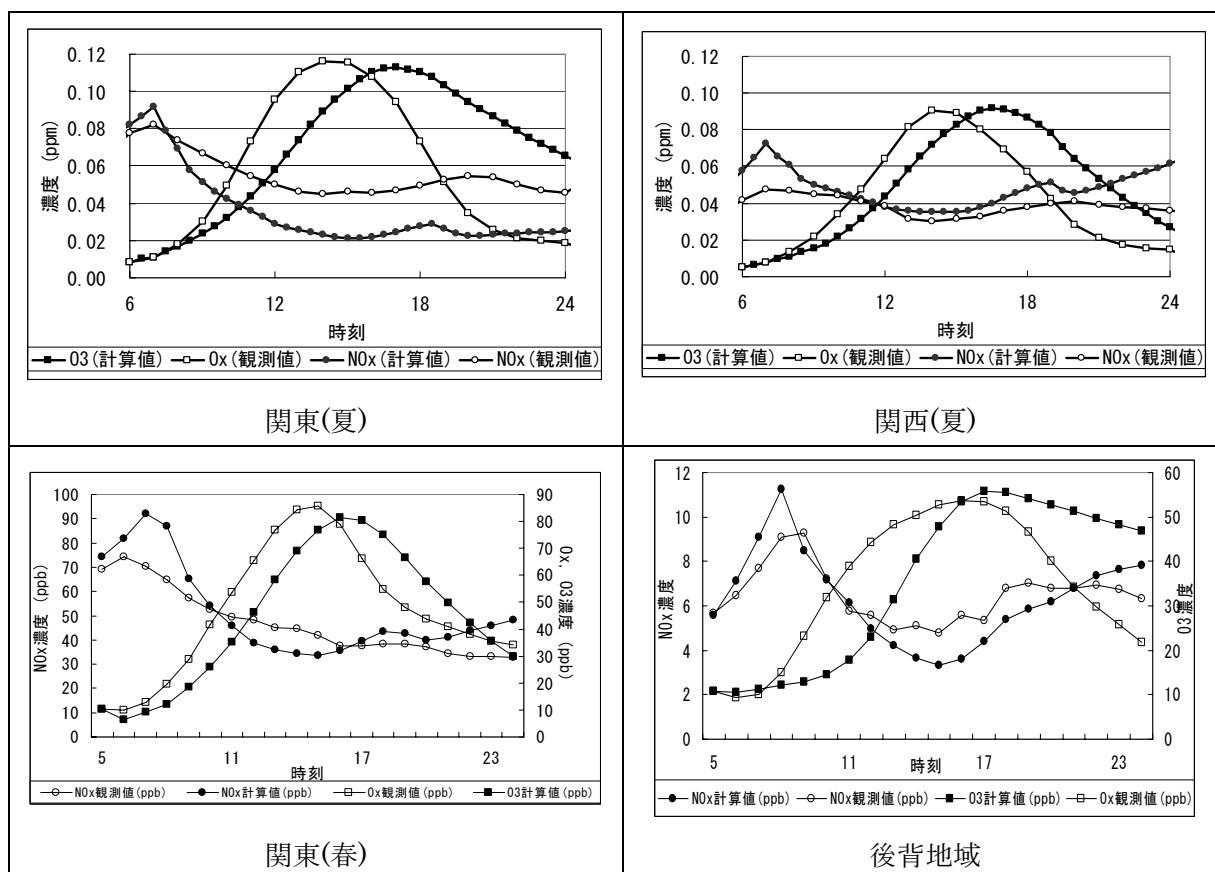 0.12
0.10
0.08
0.06
0.04
0.02
0.00
濃度 (ppm)
6 12 18 24
時刻
O3(計算値) Ox(観測値) NOx(計算値) NOx(観測値)
関東(夏)
0.12
0.10
0.08
0.06
0.04
0.02
0.00
濃度 (ppm)
6 12 18 24
時刻
O3(計算値) Ox(観測値) NOx(計算値) NOx(観測値)
関西(夏)
100
90
80
70
60
50
40
30
20
10
0
NOx濃度 (ppb)
90
80
70
60
50
40
30
20
10
0
Ox, O3濃度 (ppb)
5 11 17 23
時刻
NOx観測値(ppb) NOx計算値(ppb) Ox観測値(ppb) O3計算値(ppb)
関東(春)
12
10
8
6
4
2
0
NOx濃度
60
50
40
30
20
10
0
O3濃度
5 11 17 23
時刻
NOx計算値(ppb) NOx観測値(ppb) O3計算値(ppb) Ox観測値(ppb)
後背地域